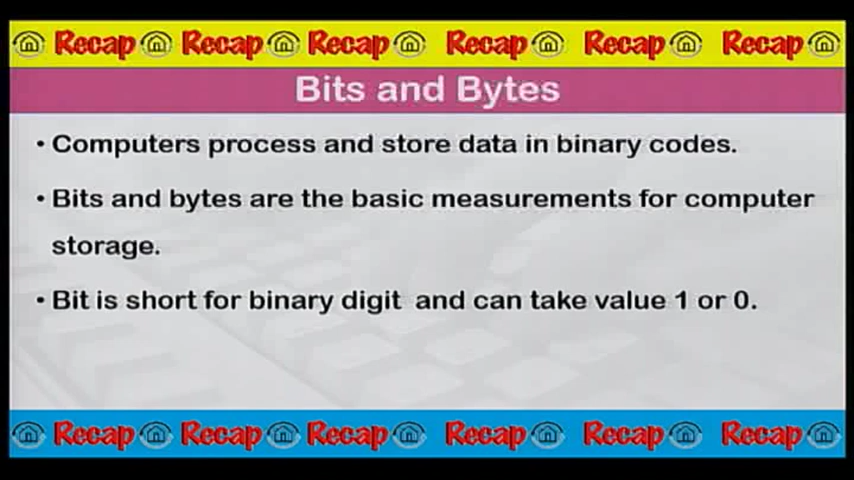 Recap Recap Recap Recap Recap Recap
Bits and Bytes
• Computers process and store data in binary codes.
• Bits and bytes are the basic measurements for computer
storage.
• Bit is short for binary digit and can take value 1 or 0.
Recap Recap Recap Recap Recap Recap